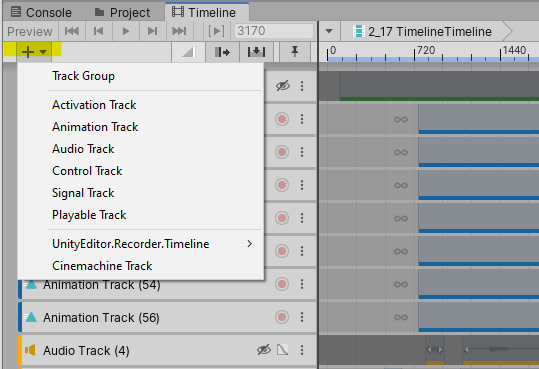 Console Project Timeline
Preview 3170 2_17 TimelineTimeline
0 720 1440
Track Group
Activation Track
Animation Track
Audio Track
Control Track
Signal Track
Playable Track
UnityEditor.Recorder.Timeline
Cinemachine Track
Animation Track (54)
Animation Track (56)
Audio Track (4)